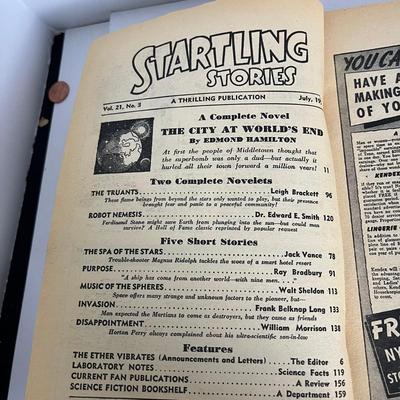 STARTLING
STORIES
A THRILLING PUBLICATION
Vol. 21, No. 3
July, 19
A Complete Novel
THE CITY AT WORLD'S END
By EDMOND HAMILTON
At first the people of Middletown thought that
the superbomb was only a dud—but actually it
hurled all their town forward a million years! 11
Two Complete Novelets
THE TRUANTS Leigh Brackett 96
These flame beings from beyond the stars only wanted to play, but their presence
brought fear and panic to a peaceful community!
ROBOT NEMESIS Dr. Edward E. Smith 120
Ferdinand Stone might save Earth from plunging into the sun—but could man
survive? A Hall of Fame classic reprinted by popular request
Five Short Stories
THE SPA OF THE STARS Jack Vance 78
Trouble-shooter Magnus Ridolph tackles the woes of a smart hotel resort
PURPOSE Ray Bradbury 91
"A ship has come from another world—with nine men.."
MUSIC OF THE SPHERES Walt Sheldon 113
Space offers many strange and unknown factors to the pioneer, but—
INVASION Frank Belknap Long 133
Man expected the Martians to come as destroyers, but they came as friends
DISAPPOINTMENT William Morrison 138
Horton Perry always complained about his ultra-scientific son-in-law
Features
THE ETHER VIBRATES (Announcements and Letters) The Editor 6
LABORATORY NOTES Science Facts 119
CURRENT FAN PUBLICATIONS A Review 156
SCIENCE FICTION BOOKSHELF A Department 159
YOU CA
HAVE A
MAKING
OF YO
LINGERIE
FR
NY
STO